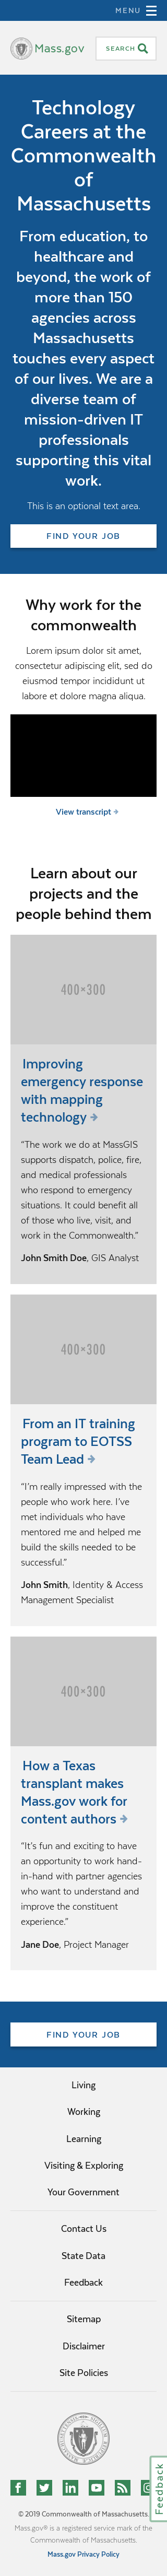 MENU
Mass.gov
SEARCH
Technology
Careers at the
Commonwealth
of
Massachusetts
From education, to
healthcare and
beyond, the work of
more than 150
agencies across
Massachusetts
touches every aspect
of our lives. We are a
diverse team of
mission-driven IT
professionals
supporting this vital
work.
This is an optional text area.
FIND YOUR JOB
Why work for the
commonwealth
Lorem ipsum dolor sit amet,
consectetur adipiscing elit, sed do
eiusmod tempor incididunt ut
labore et dolore magna aliqua.
View transcript
Learn about our
projects and the
people behind them
400×300
Improving
emergency response
with mapping
technology
“The work we do at MassGIS
supports dispatch, police, fire,
and medical professionals
who respond to emergency
situations. It could benefit all
of those who live, visit, and
work in the Commonwealth.”
John Smith Doe, GIS Analyst
400×300
From an IT training
program to EOTSS
Team Lead
“I’m really impressed with the
people who work here. I’ve
met individuals who have
mentored me and helped me
build the skills needed to be
successful.”
John Smith, Identity & Access
Management Specialist
400×300
How a Texas
transplant makes
Mass.gov work for
content authors
“It’s fun and exciting to have
an opportunity to work hand-
in-hand with partner agencies
who want to understand and
improve the constituent
experience.”
Jane Doe, Project Manager
FIND YOUR JOB
Living
Working
Learning
Visiting & Exploring
Your Government
Contact Us
State Data
Feedback
Sitemap
Disclaimer
Site Policies
Feedback
© 2019 Commonwealth of Massachusetts.
Mass.gov® is a registered service mark of the
Commonwealth of Massachusetts.
Mass.gov Privacy Policy